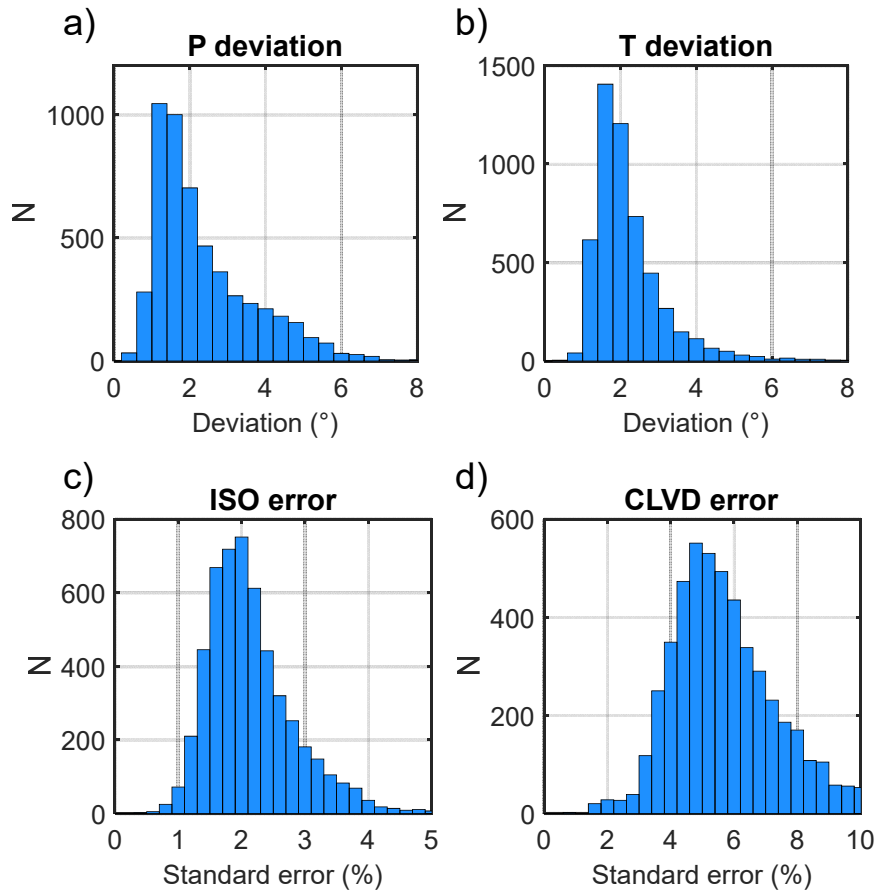 a)
P deviation
N
1000
500
0
0 2 4 6 8
Deviation (°)
b)
T deviation
N
1500
1000
500
0
0 2 4 6 8
Deviation (°)
c)
ISO error
N
800
600
400
200
0
0 1 2 3 4 5
Standard error (%)
d)
CLVD error
N
600
400
200
0
0 2 4 6 8 10
Standard error (%)